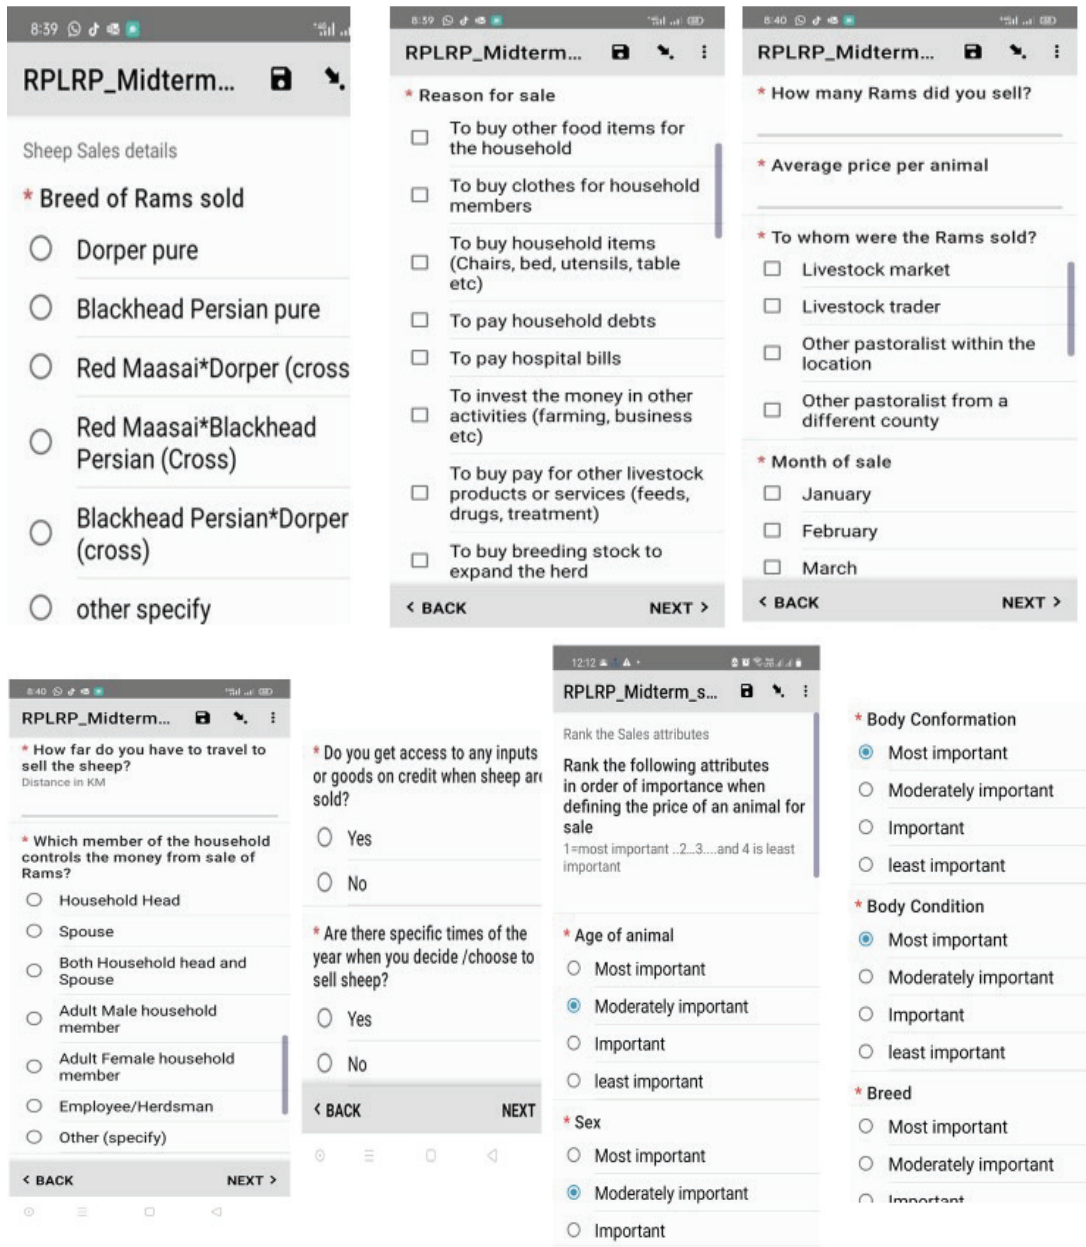 8:39
RPLRP_Midterm...
Sheep Sales details
* Breed of Rams sold
Dorper pure
Blackhead Persian pure
Red Maasai*Dorper (cross
Red Maasai*Blackhead
Persian (Cross)
Blackhead Persian*Dorper
(cross)
other specify
8:39
RPLRP_Midterm...
* Reason for sale
To buy other food items for
the household
To buy clothes for household
members
To buy household items
(Chairs, bed, utensils, table
etc)
To pay household debts
To pay hospital bills
To invest the money in other
activities (farming, business
etc)
To buy pay for other livestock
products or services (feeds,
drugs, treatment)
To buy breeding stock to
expand the herd
< BACK NEXT >
8:40
RPLRP_Midterm...
* How many Rams did you sell?
* Average price per animal
* To whom were the Rams sold?
Livestock market
Livestock trader
Other pastoralist within the
location
Other pastoralist from a
different county
* Month of sale
January
February
March
< BACK NEXT >
8:40
RPLRP_Midterm...
* How far do you have to travel to
sell the sheep?
Distance in KM
* Which member of the household
controls the money from sale of
Rams?
Household Head
Spouse
Both Household head and
Spouse
Adult Male household
member
Adult Female household
member
Employee/Herdsman
Other (specify)
< BACK NEXT >
* Do you get access to any inputs
or goods on credit when sheep are
sold?
Yes
No
* Are there specific times of the
year when you decide /choose to
sell sheep?
Yes
No
< BACK NEXT
12:12
RPLRP_Midterm_s...
Rank the Sales attributes
Rank the following attributes
in order of importance when
defining the price of an animal for
sale
1=most important ..2..3....and 4 is least
important
* Age of animal
Most important
Moderately important
Important
least important
* Sex
Most important
Moderately important
Important
* Body Conformation
Most important
Moderately important
Important
least important
* Body Condition
Most important
Moderately important
Important
least important
* Breed
Most important
Moderately important
Important